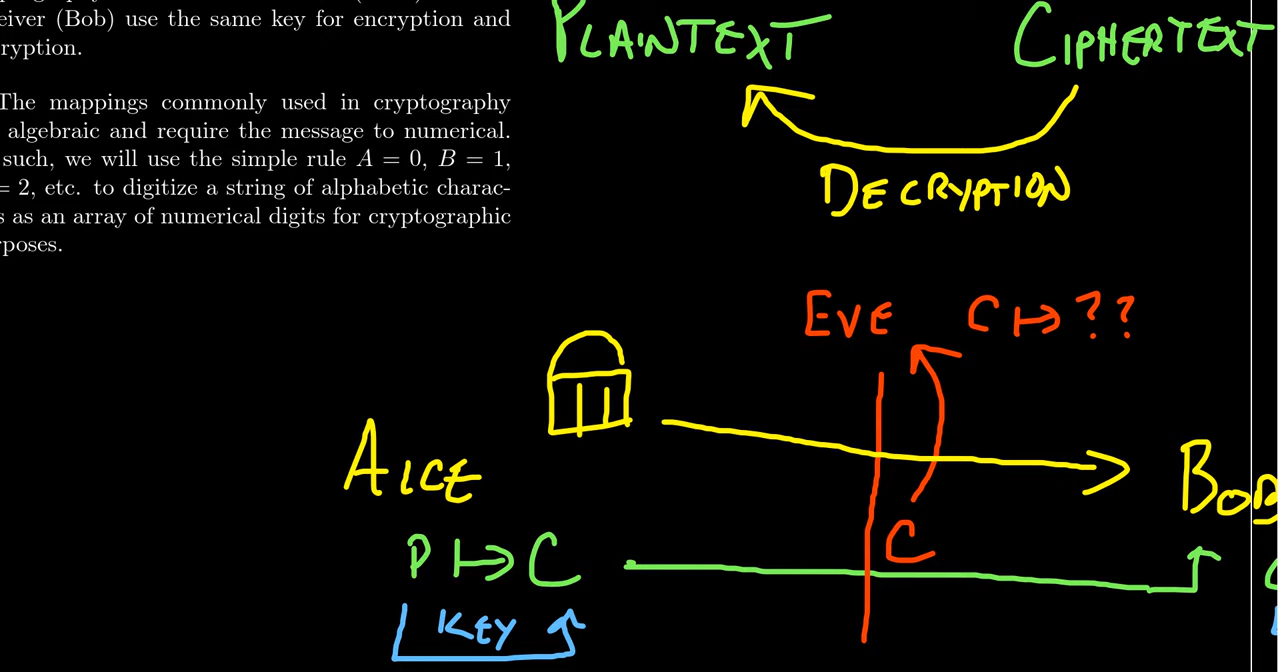 eiver (Bob) use the same key for encryption and
ryption.
The mappings commonly used in cryptography
algebraic and require the message to numerical.
such, we will use the simple rule A = 0, B = 1,
= 2, etc. to digitize a string of alphabetic charac-
s as an array of numerical digits for cryptographic
rposes.
PLAINTEXT CIPHERTEXT
DECRYPTION
EVE C ↦ ??
AICE BOB
C
P ↦ C
KEY